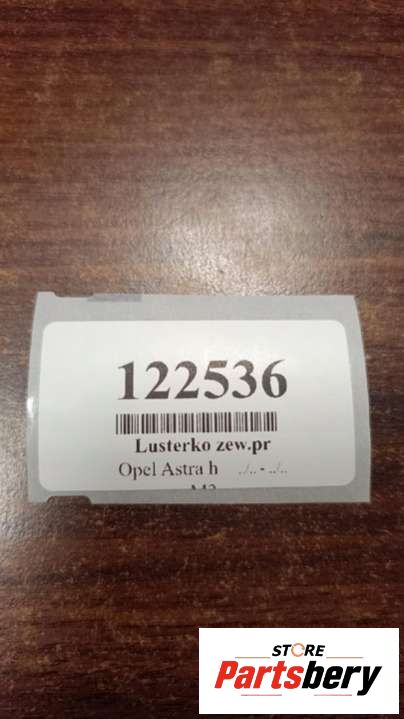 122536
Lusterko zew.pr
Opel Astra h ../.. - ../..
STORE
Partsbery